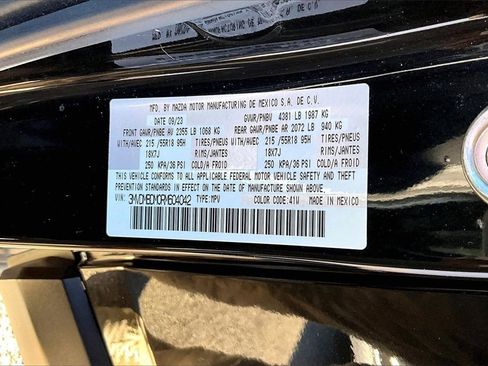 MFD. BY MAZDA MOTOR MANUFACTURING DE MEXICO S.A. DE C.V.
DATE 09/23 GVWR/PNBV 4381 LB 1987 KG
FRONT GAWR/PNBE AV 2355 LB 1068 KG REAR GAWR/PNBE AR 2072 LB 940 KG
WITH/AVEC 215 /55R18 95H TIRES/PNEUS WITH/AVEC 215 /55R18 95H TIRES/PNEUS
18X7J RIMS/JANTES 18X7J RIMS/JANTES
250 KPA/36 PSI COLD/A FROID 250 KPA/36 PSI COLD/A FROID
THIS VEHICLE CONFORMS TO ALL APPLICABLE FEDERAL MOTOR VEHICLE SAFETY AND
THEFT PREVENTION STANDARDS IN EFFECT ON THE DATE OF MANUFACTURE SHOWN ABOVE.
VIN: TYPE:MPV COLOR CODE:41W MADE IN MEXICO